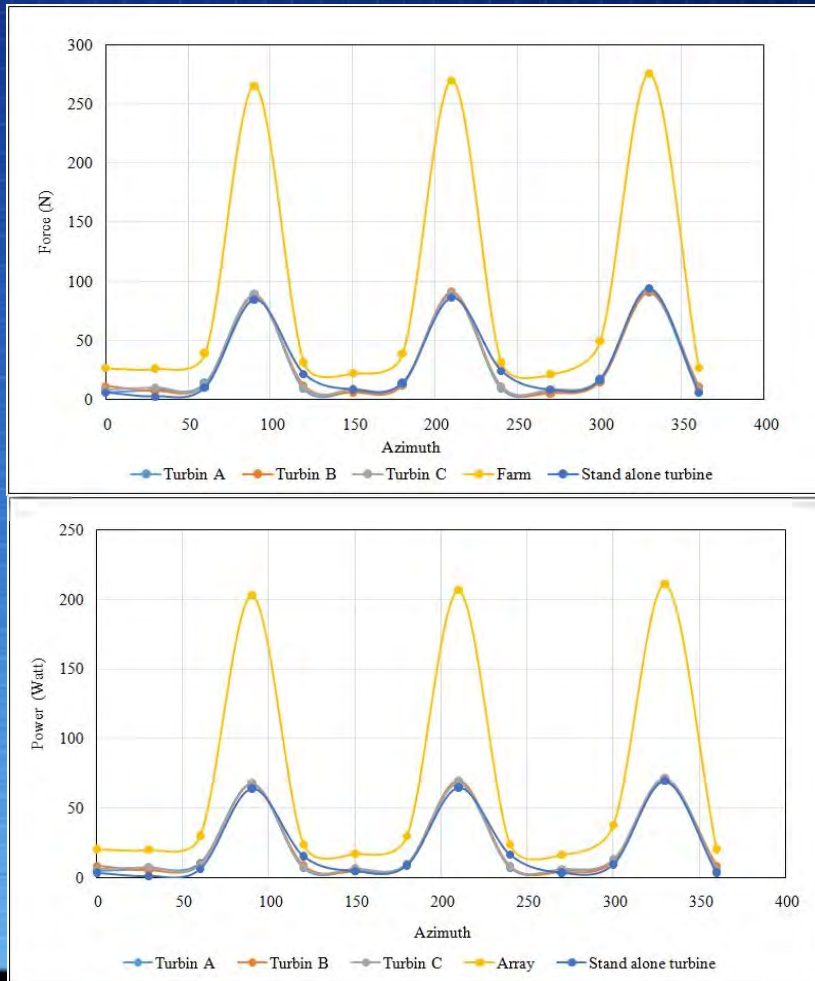 300
250
200
150
100
50
0
Force (N)
0 50 100 150 200 250 300 350 400
Azimuth
Turbin A Turbin B Turbin C Farm Stand alone turbine
250
200
150
100
50
0
Power (Watt)
0 50 100 150 200 250 300 350 400
Azimuth
Turbin A Turbin B Turbin C Array Stand alone turbine